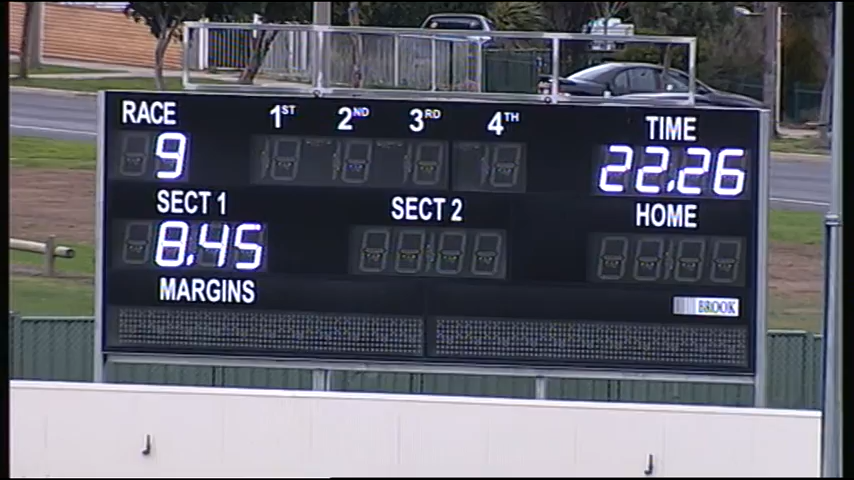 RACE 1ST 2ND 3RD 4TH TIME
9 22.26
SECT 1 SECT 2 HOME
8.45
MARGINS BROOK